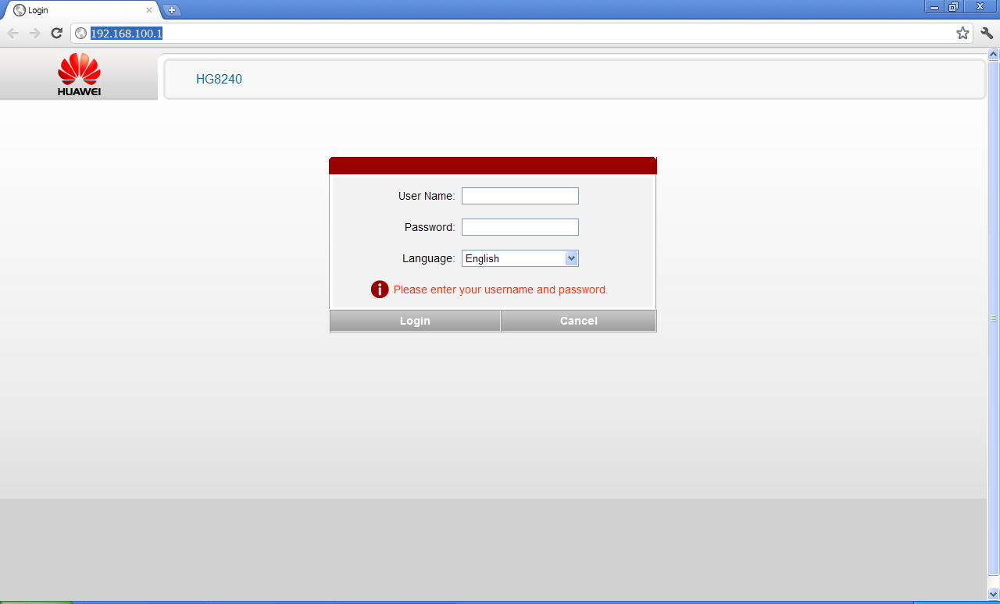 Login
192.168.100.1
HUAWEI
HG8240
User Name:
Password:
Language: English
Please enter your username and password.
Login Cancel